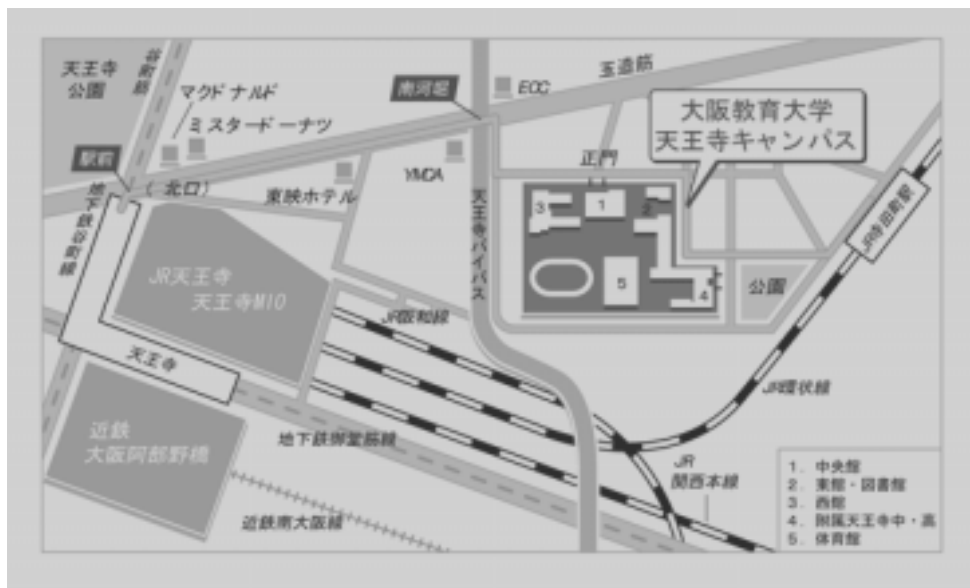 天王寺
公園
谷町筋
マクドナルド
ミスタードーナツ
駅前
(北口)
東映ホテル
南河堀
ECC
玉造筋
YMCA
大阪教育大学
天王寺キャンパス
正門
地下鉄谷町線
JR天王寺
天王寺MIO
天王寺バイパス
1
2
3
4
5
公園
JR寺田町駅
JR阪和線
天王寺
近鉄
大阪阿部野橋
地下鉄御堂筋線
近鉄南大阪線
JR環状線
JR
関西本線
1. 中央館
2. 東館・図書館
3. 西館
4. 附属天王寺中・高
5. 体育館